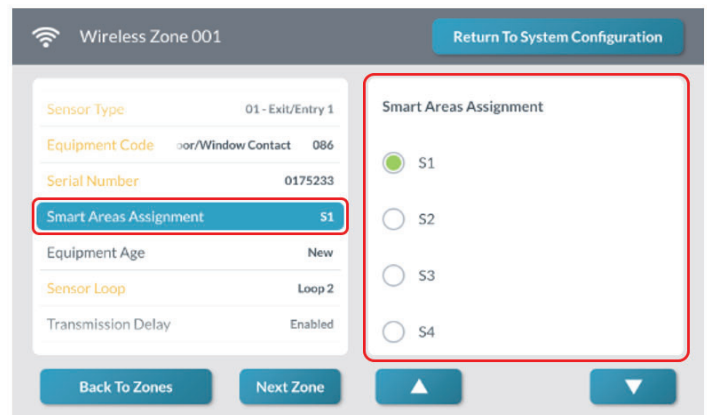 Wireless Zone 001
Return To System Configuration
Sensor Type 01 - Exit/Entry 1
Equipment Code or/Window Contact 086
Serial Number 0175233
Smart Areas Assignment S1
Equipment Age New
Sensor Loop Loop 2
Transmission Delay Enabled
Smart Areas Assignment
S1
S2
S3
S4
Back To Zones
Next Zone